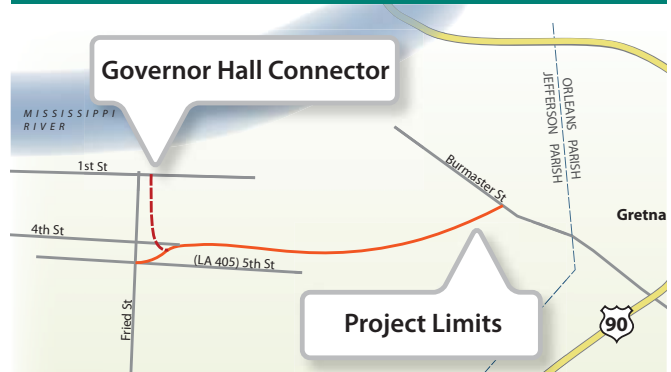 Governor Hall Connector
MISSISSIPPI
RIVER
1st St
ORLEANS PARISH
JEFFERSON PARISH
Burmaster St
Gretna
4th St
(LA 405) 5th St
Fried St
Project Limits
90